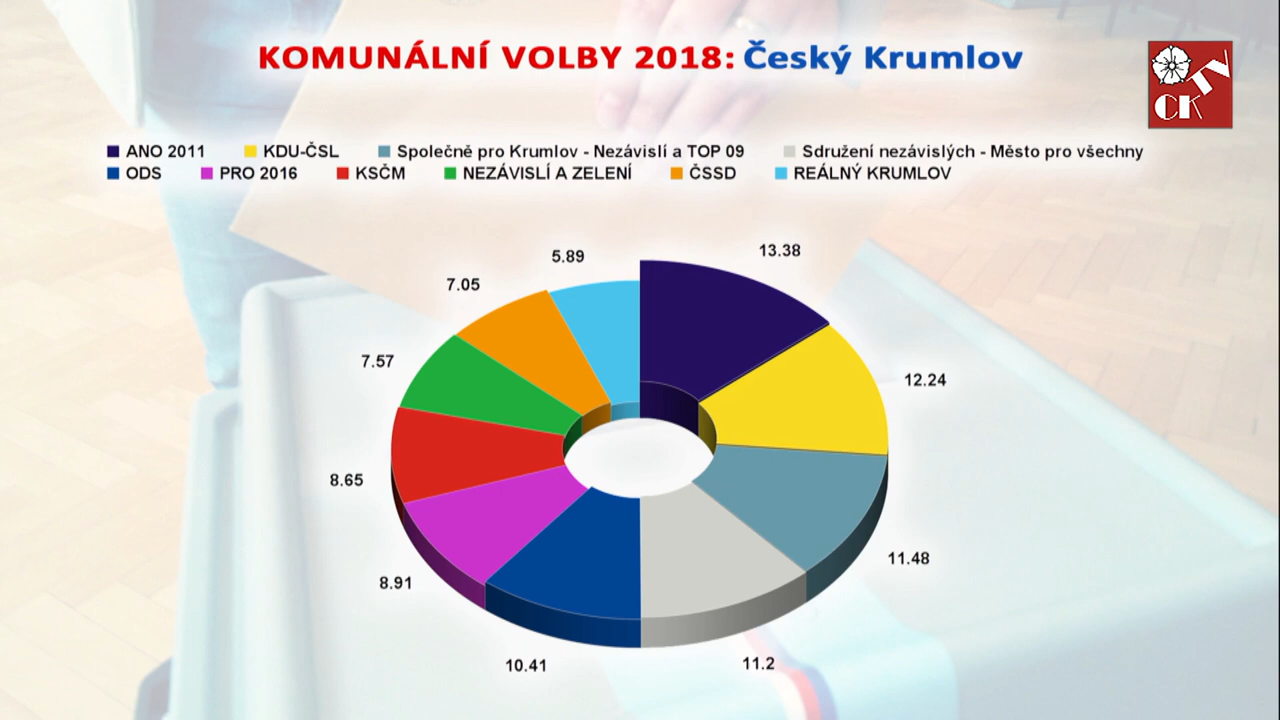 KOMUNÁLNÍ VOLBY 2018: Český Krumlov
CK TV
ANO 2011 KDU-ČSL Společně pro Krumlov - Nezávislí a TOP 09 Sdružení nezávislých - Město pro všechny
ODS PRO 2016 KSČM NEZÁVISLÍ A ZELENÍ ČSSD REÁLNÝ KRUMLOV
13.38
5.89
7.05
7.57
12.24
8.65
11.48
8.91
11.2
10.41